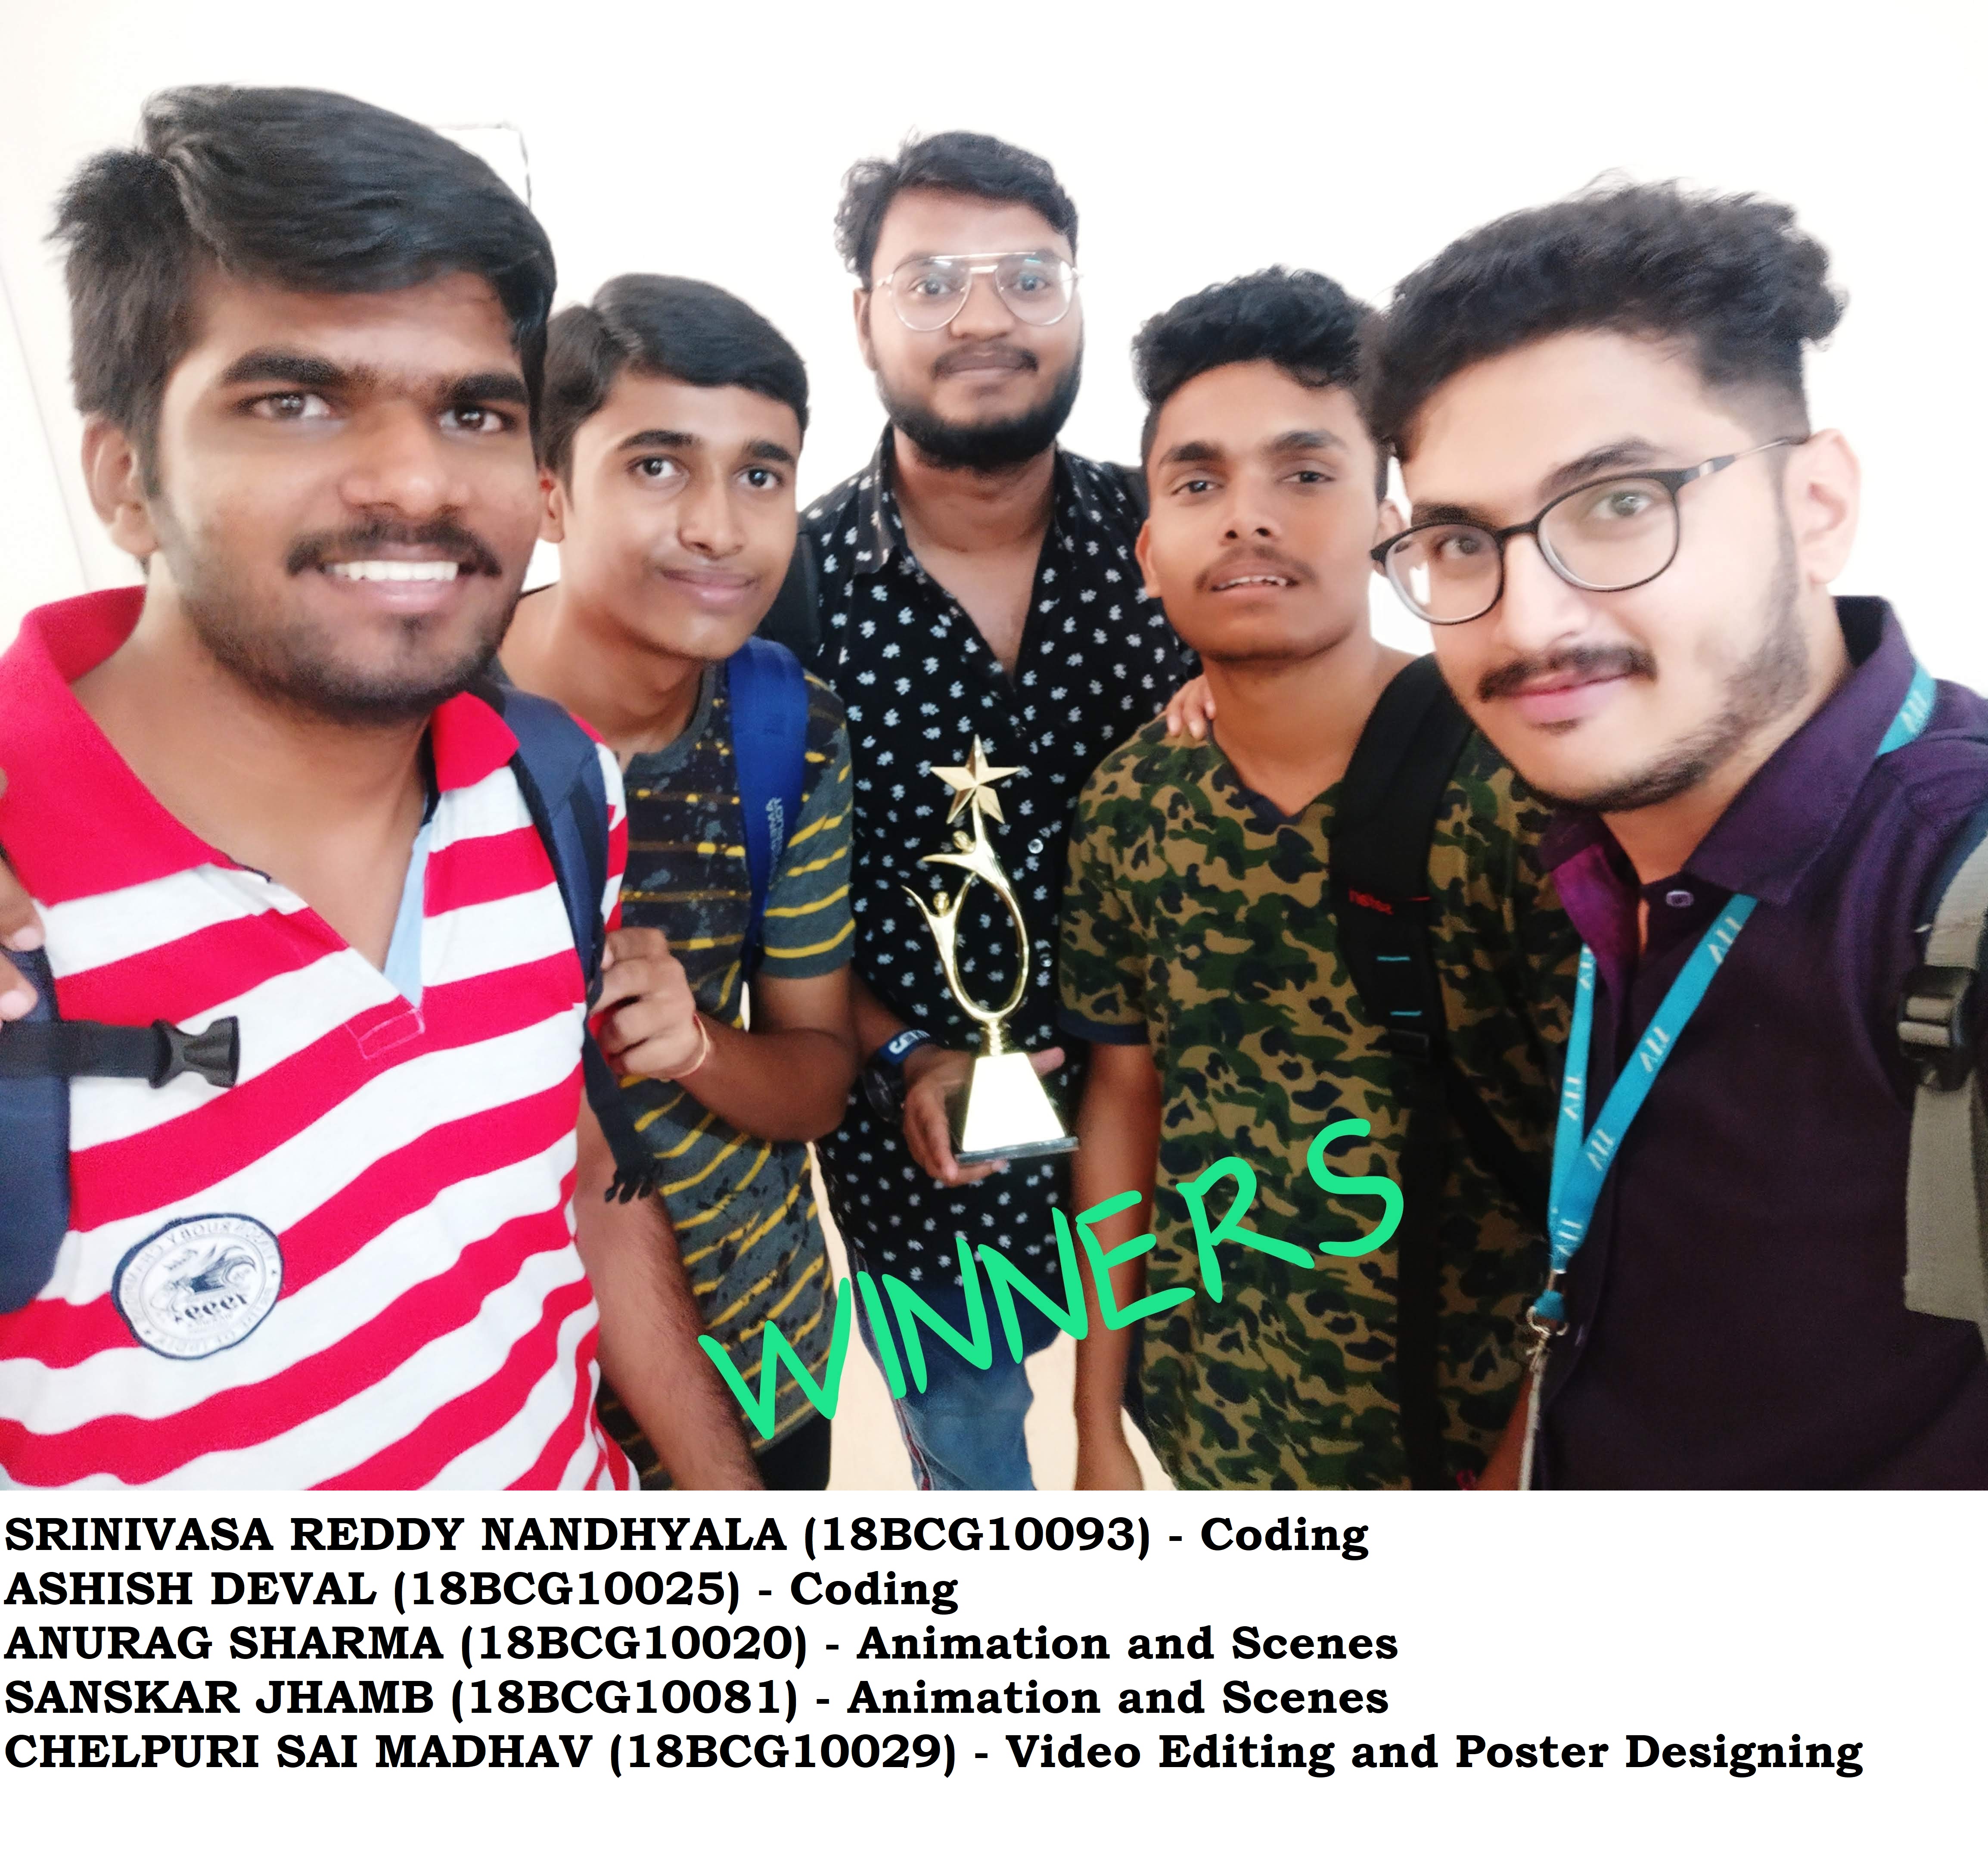 WINNERS
SRINIVASA REDDY NANDHYALA (18BCG10093) - Coding
ASHISH DEVAL (18BCG10025) - Coding
ANURAG SHARMA (18BCG10020) - Animation and Scenes
SANSKAR JHAMB (18BCG10081) - Animation and Scenes
CHELPURI SAI MADHAV (18BCG10029) - Video Editing and Poster Designing